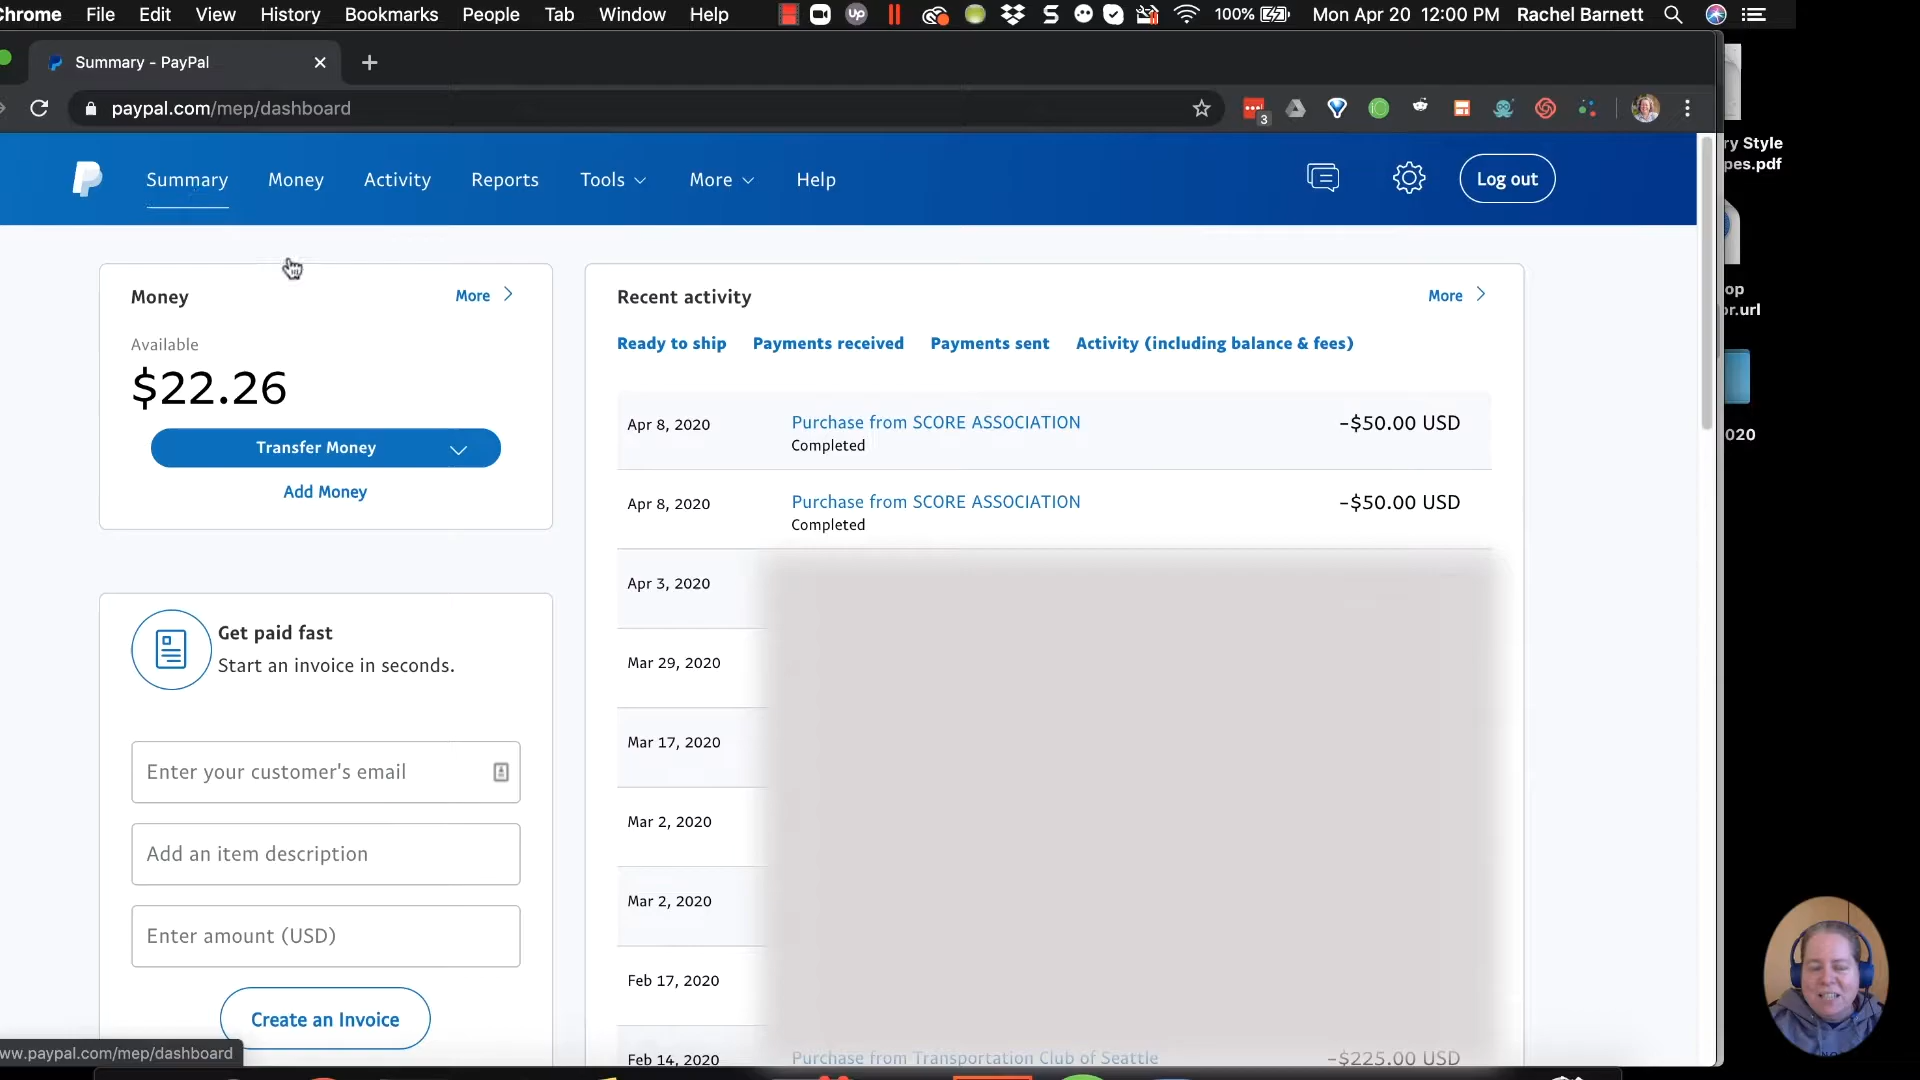 Chrome File Edit View History Bookmarks People Tab Window Help UP S 100% Mon Apr 20 12:00 PM Rachel Barnett
Summary - PayPal
paypal.com/mep/dashboard
3
Summary Money Activity Reports Tools More Help Log out
ry Style
pes.pdf
op
or.url
020
Money More
Available
$22.26
Transfer Money
Add Money
Get paid fast
Start an invoice in seconds.
Enter your customer's email
Add an item description
Enter amount (USD)
Create an Invoice
ww.paypal.com/mep/dashboard
Recent activity More
Ready to ship Payments received Payments sent Activity (including balance & fees)
Apr 8, 2020 Purchase from SCORE ASSOCIATION -$50.00 USD
Completed
Apr 8, 2020 Purchase from SCORE ASSOCIATION -$50.00 USD
Completed
Apr 3, 2020
Mar 29, 2020
Mar 17, 2020
Mar 2, 2020
Mar 2, 2020
Feb 17, 2020
Feb 14, 2020 Purchase from Transportation Club of Seattle -$225.00 USD